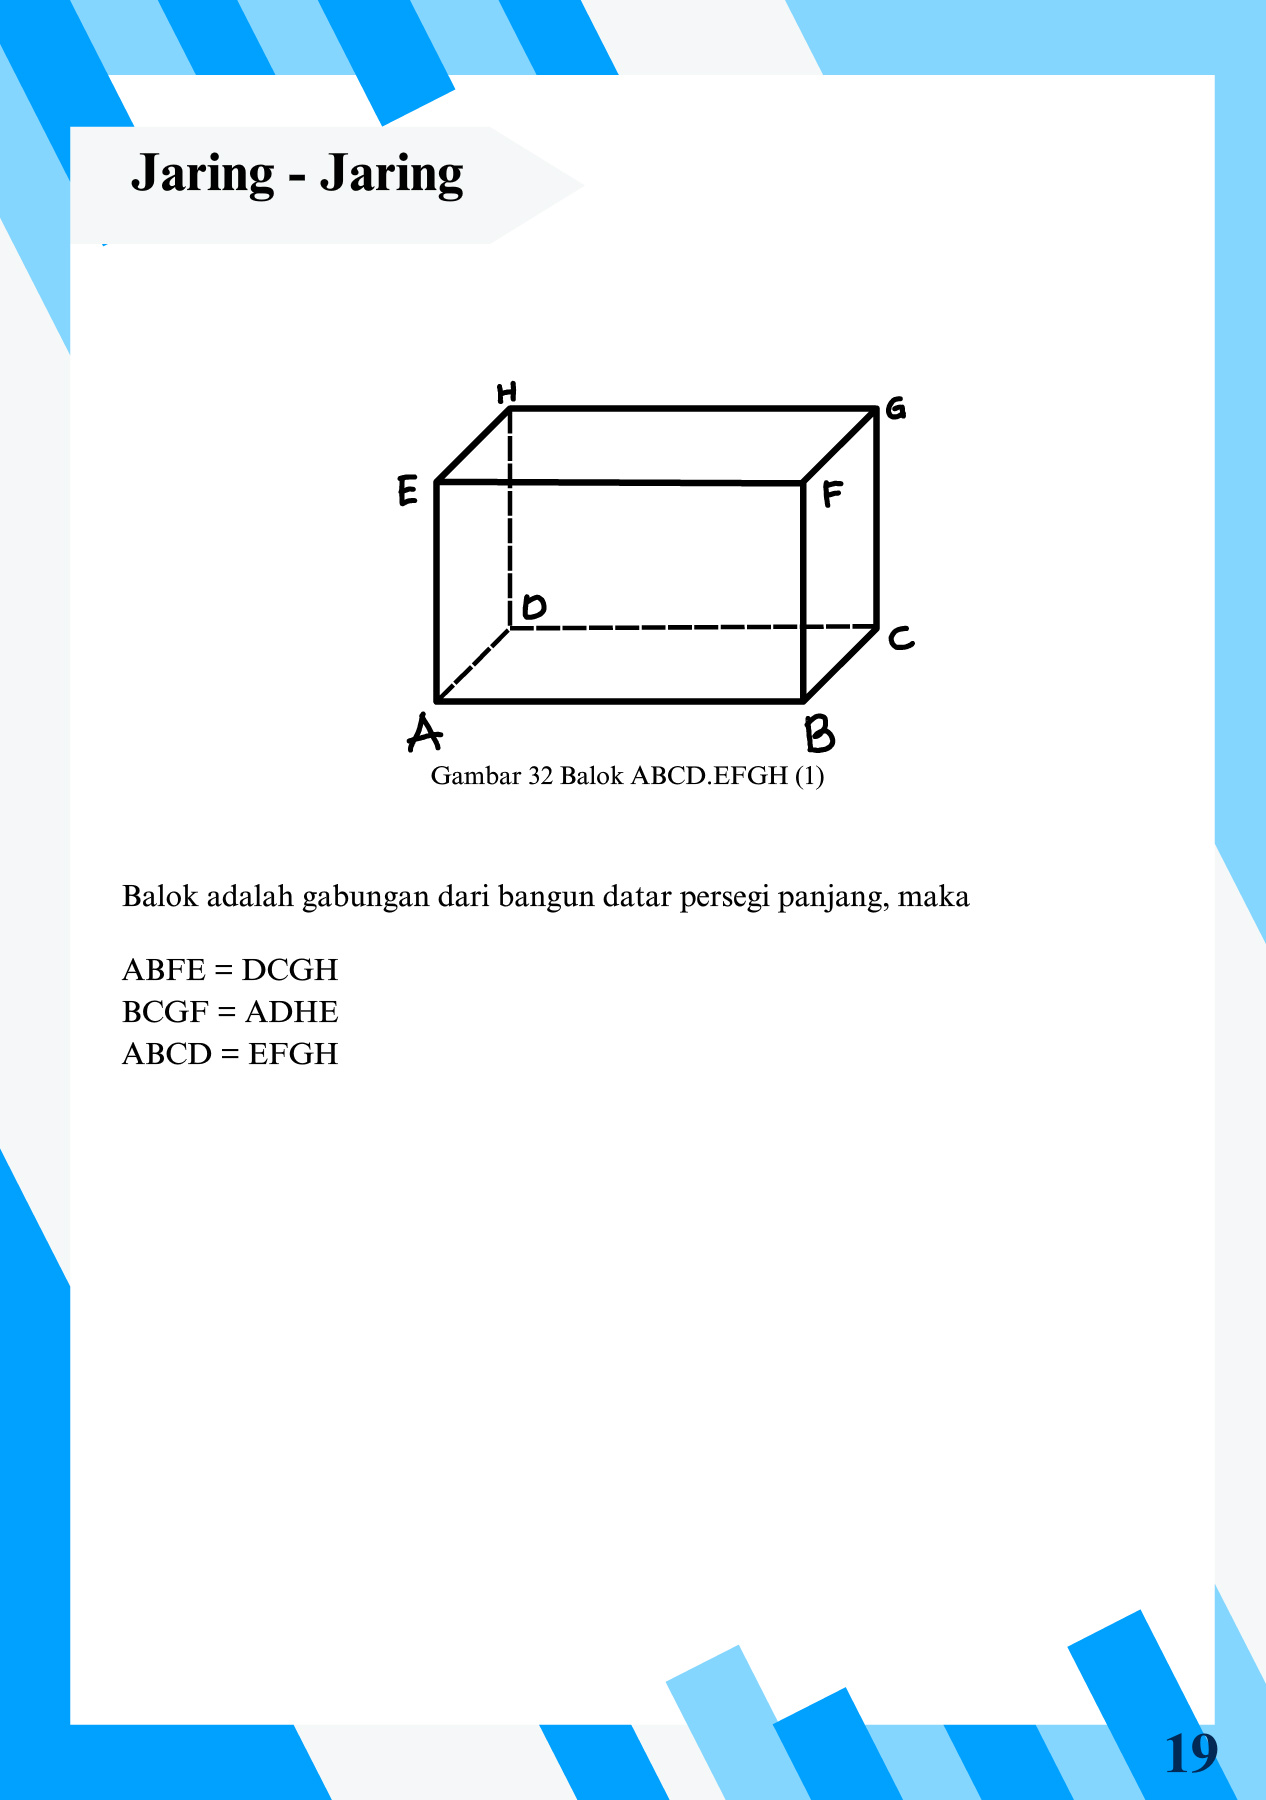 Jaring - Jaring
H
G
E
F
D
C
A
B
Gambar 32 Balok ABCD.EFGH (1)
Balok adalah gabungan dari bangun datar persegi panjang, maka
ABFE = DCGH
BCGF = ADHE
ABCD = EFGH
19